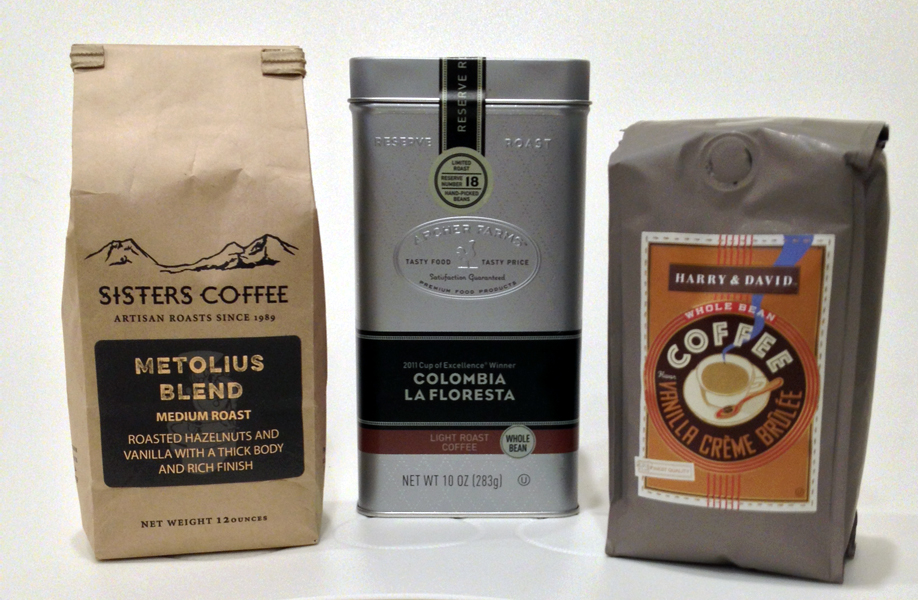 SISTERS COFFEE
ARTISAN ROASTS SINCE 1989
METOLIUS
BLEND
MEDIUM ROAST
ROASTED HAZELNUTS AND
VANILLA WITH A THICK BODY
AND RICH FINISH
NET WEIGHT 12 OUNCES
RESERVE R
RESERVE ROAST
LIMITED
ROAST
RESERVE
NUMBER 18
HAND-PICKED
BEANS
ARCHER FARMS
TASTY FOOD TASTY PRICE
Satisfaction Guaranteed
PREMIUM FOOD PRODUCTS
2011 Cup of Excellence® Winner
COLOMBIA
LA FLORESTA
LIGHT ROAST
COFFEE
WHOLE
BEAN
NET WT 10 OZ (283g) U
HARRY & DAVID
WHOLE BEAN
COFFEE
VANILLA CRÈME BRÛLÉE